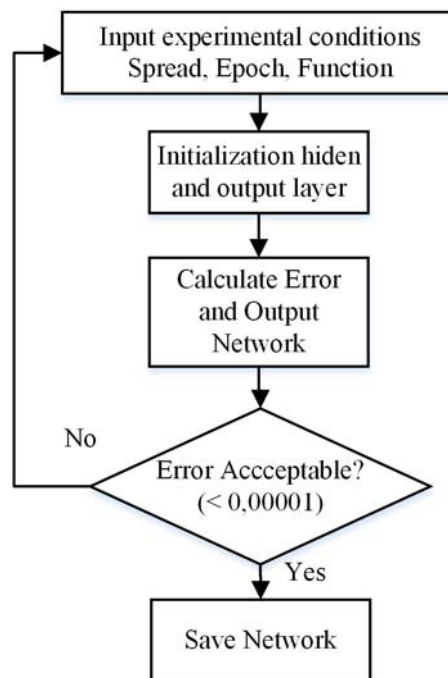 Input experimental conditions
Spread, Epoch, Function
Initialization hiden
and output layer
Calculate Error
and Output
Network
No
Error Accceptable?
(< 0,00001)
Yes
Save Network